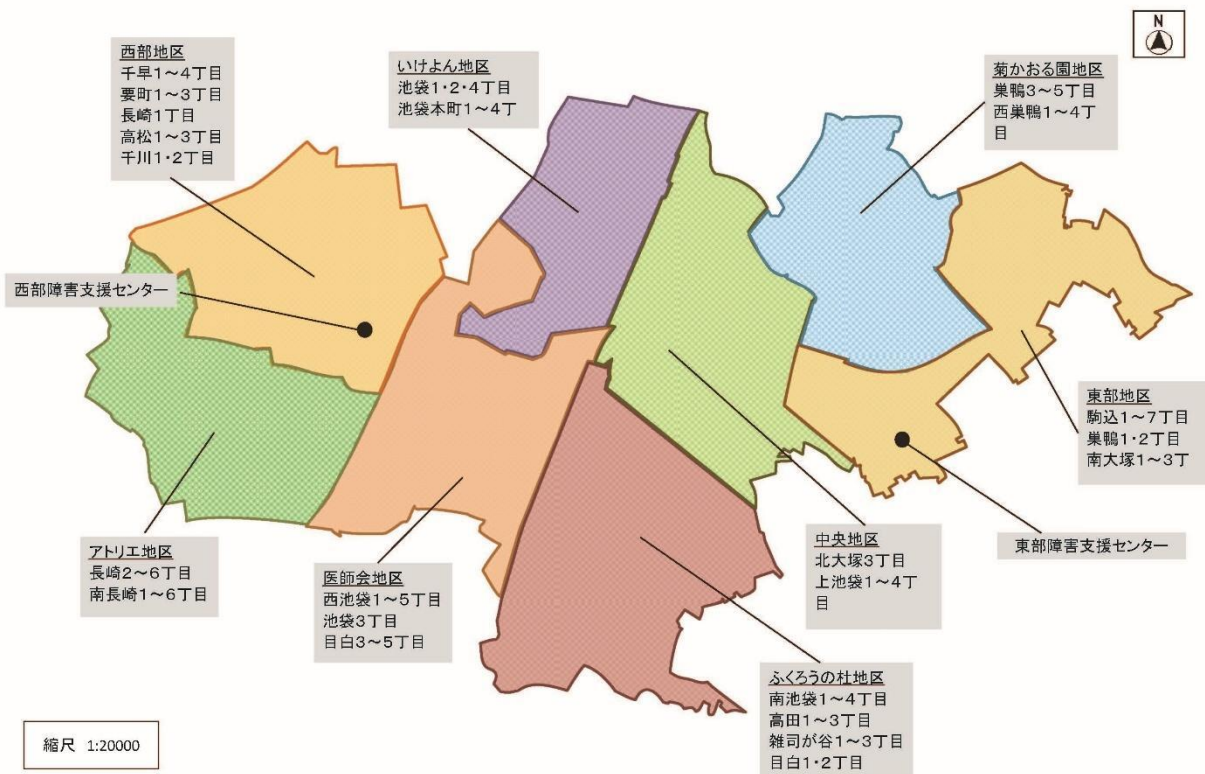 N
西部地区
千早1～4丁目
要町1～3丁目
長崎1丁目
高松1～3丁目
千川1・2丁目
いけよん地区
池袋1・2・4丁目
池袋本町1～4丁
菊かおる園地区
巣鴨3～5丁目
西巣鴨1～4丁
目
西部障害支援センター
東部地区
駒込1～7丁目
巣鴨1・2丁目
南大塚1～3丁
アトリエ地区
長崎2～6丁目
南長崎1～6丁目
医師会地区
西池袋1～5丁目
池袋3丁目
目白3～5丁目
中央地区
北大塚3丁目
上池袋1～4丁
目
東部障害支援センター
ふくろうの杜地区
南池袋1～4丁目
高田1～3丁目
雑司が谷1～3丁目
目白1・2丁目
縮尺 1:20000